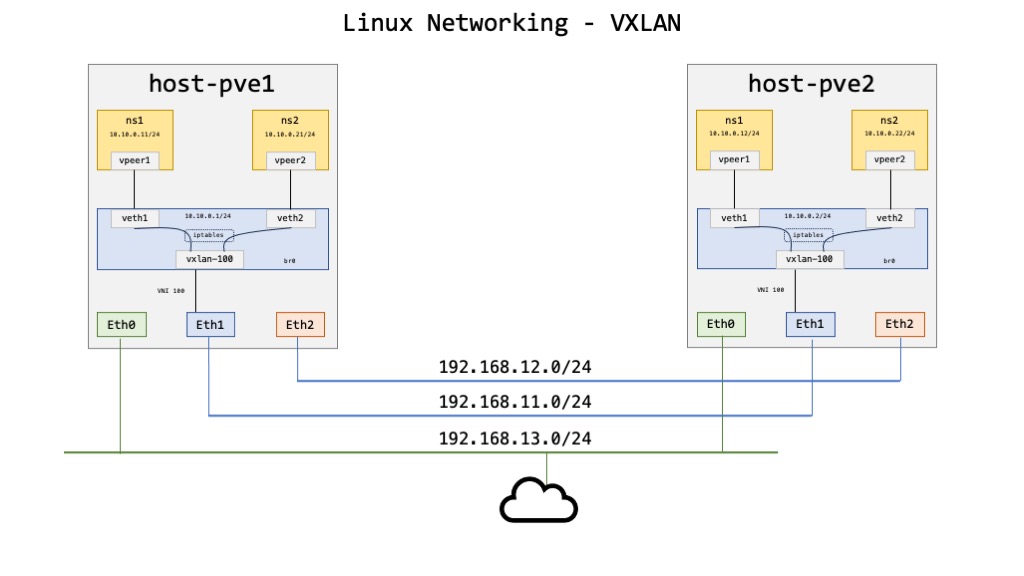 Linux Networking - VXLAN
host-pve1
ns1
10.10.0.11/24
vpeer1
ns2
10.10.0.21/24
vpeer2
veth1
10.10.0.1/24
veth2
iptables
vxlan-100
br0
VNI 100
Eth0
Eth1
Eth2
host-pve2
ns1
10.10.0.12/24
vpeer1
ns2
10.10.0.22/24
vpeer2
veth1
10.10.0.2/24
veth2
iptables
vxlan-100
br0
VNI 100
Eth0
Eth1
Eth2
192.168.12.0/24
192.168.11.0/24
192.168.13.0/24